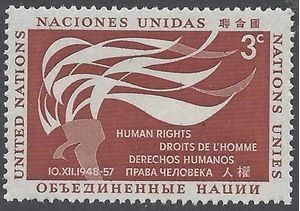 NACIONES UNIDAS 聯合國
3c
UNITED NATIONS
NATIONS UNIES
HUMAN RIGHTS
DROITS DE L'HOMME
DERECHOS HUMANOS
10.XII.1948-57 ПРАВА ЧЕЛОВЕКА 人權
ОБЪЕДИНЕННЫЕ НАЦИИ